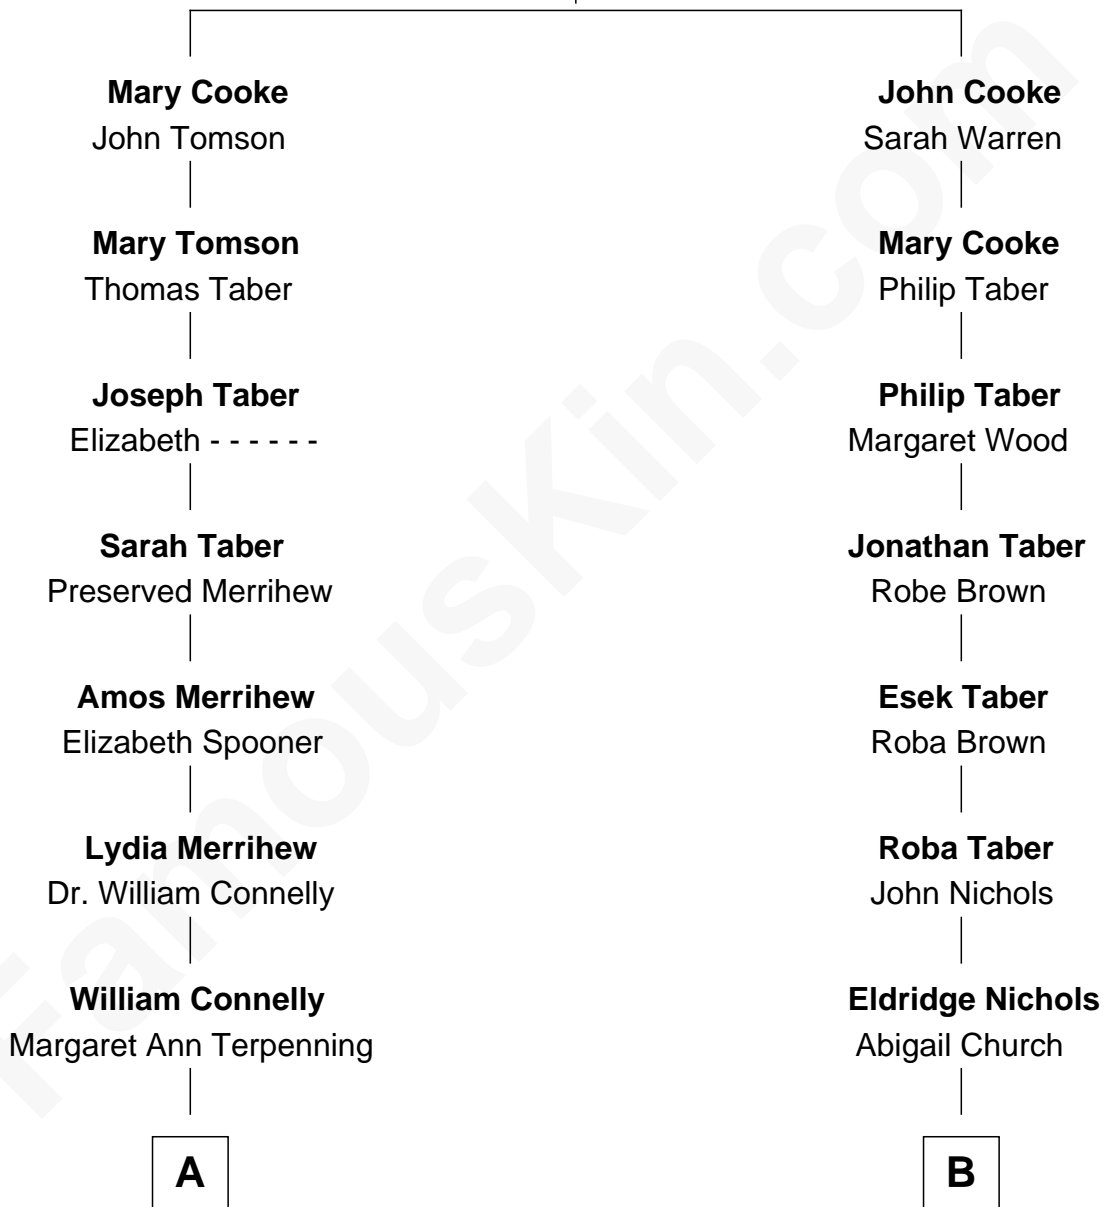 Mary Cooke
John Tomson
Mary Tomson
Thomas Taber
Joseph Taber
Elizabeth - - - - - -
Sarah Taber
Preserved Merrihew
Amos Merrihew
Elizabeth Spooner
Lydia Merrihew
Dr. William Connelly
William Connelly
Margaret Ann Terpenning
A
John Cooke
Sarah Warren
Mary Cooke
Philip Taber
Philip Taber
Margaret Wood
Jonathan Taber
Robe Brown
Esek Taber
Roba Brown
Roba Taber
John Nichols
Eldridge Nichols
Abigail Church
B
FamousKin.com